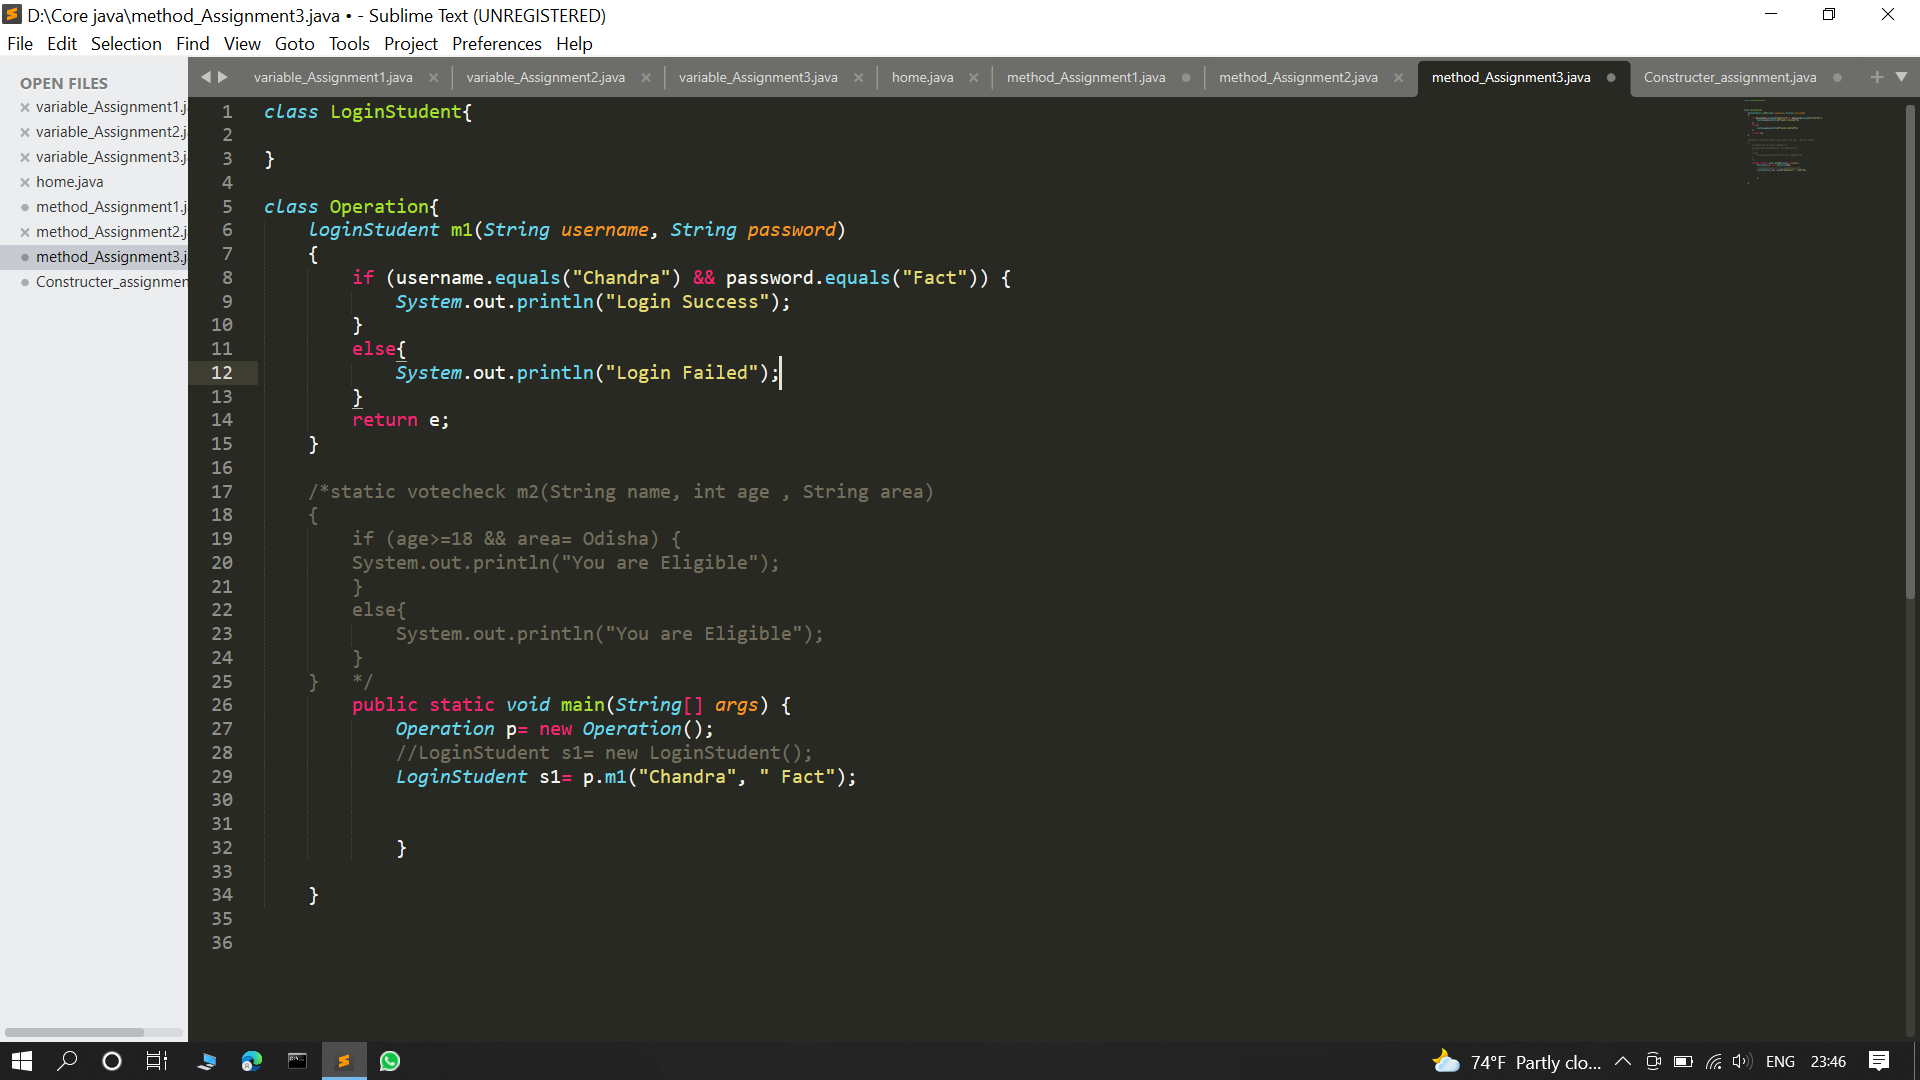 D:\Core java\method_Assignment3.java • - Sublime Text (UNREGISTERED)
File Edit Selection Find View Goto Tools Project Preferences Help
OPEN FILES
variable_Assignment1.j
variable_Assignment2.j
variable_Assignment3.j
home.java
method_Assignment1.j
method_Assignment2.j
method_Assignment3.j
Constructer_assignmen
variable_Assignment1.java variable_Assignment2.java variable_Assignment3.java home.java method_Assignment1.java method_Assignment2.java method_Assignment3.java Constructer_assignment.java
1 class LoginStudent{
2
3 }
4
5 class Operation{
6 loginStudent m1(String username, String password)
7 {
8 if (username.equals("Chandra") && password.equals("Fact")) {
9 System.out.println("Login Success");
10 }
11 else{
12 System.out.println("Login Failed");
13 }
14 return e;
15 }
16
17 /*static votecheck m2(String name, int age , String area)
18 {
19 if (age>=18 && area= Odisha) {
20 System.out.println("You are Eligible");
21 }
22 else{
23 System.out.println("You are Eligible");
24 }
25 } */
26 public static void main(String[] args) {
27 Operation p= new Operation();
28 //LoginStudent s1= new LoginStudent();
29 LoginStudent s1= p.m1("Chandra", " Fact");
30
31
32 }
33
34 }
35
36
74°F Partly clo... ENG 23:46